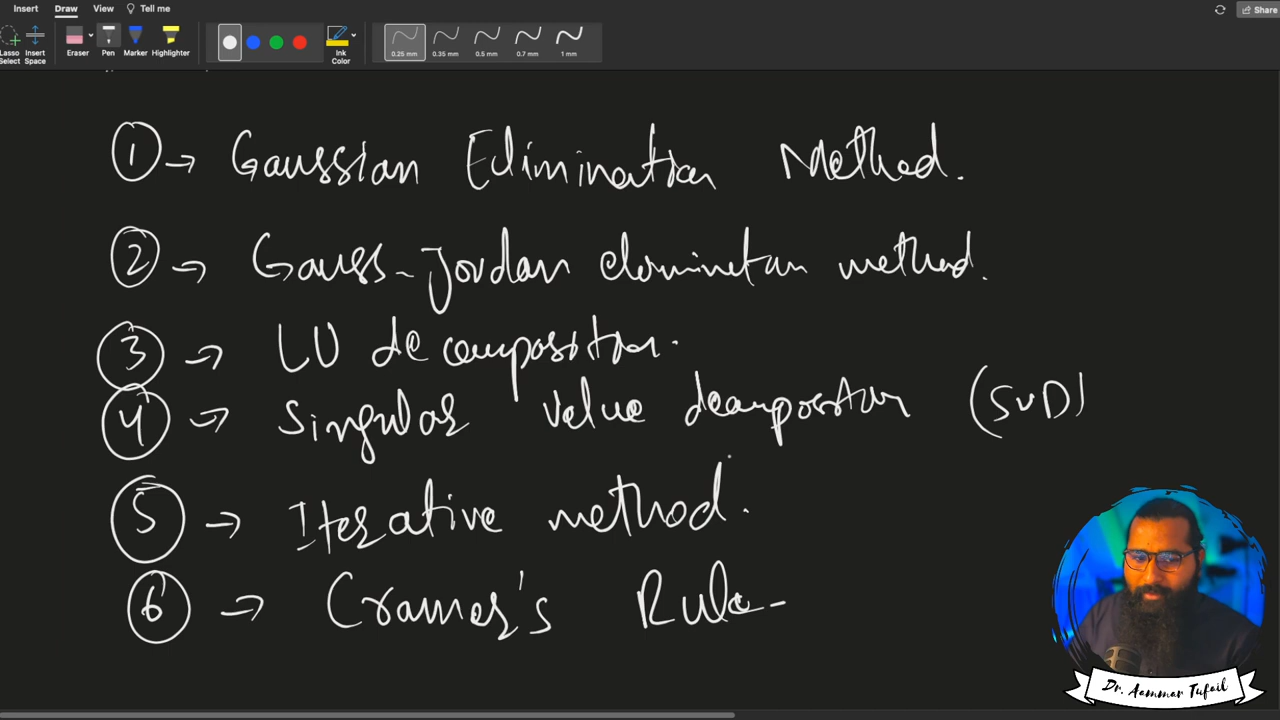 Insert Draw View Tell me Share
Lasso Select Insert Space Eraser Pen Marker Highlighter Ink Color 0.25 mm 0.35 mm 0.5 mm 0.7 mm 1 mm
1 → Gaussian Elimination Method.
2 → Gauss-Jordan elominetan method.
3 → LU decomposition.
4 → Singular Value decomposition (SVD)
5 → Iterative method.
6 → Cramer's Rule
Dr. Aammar Tufail